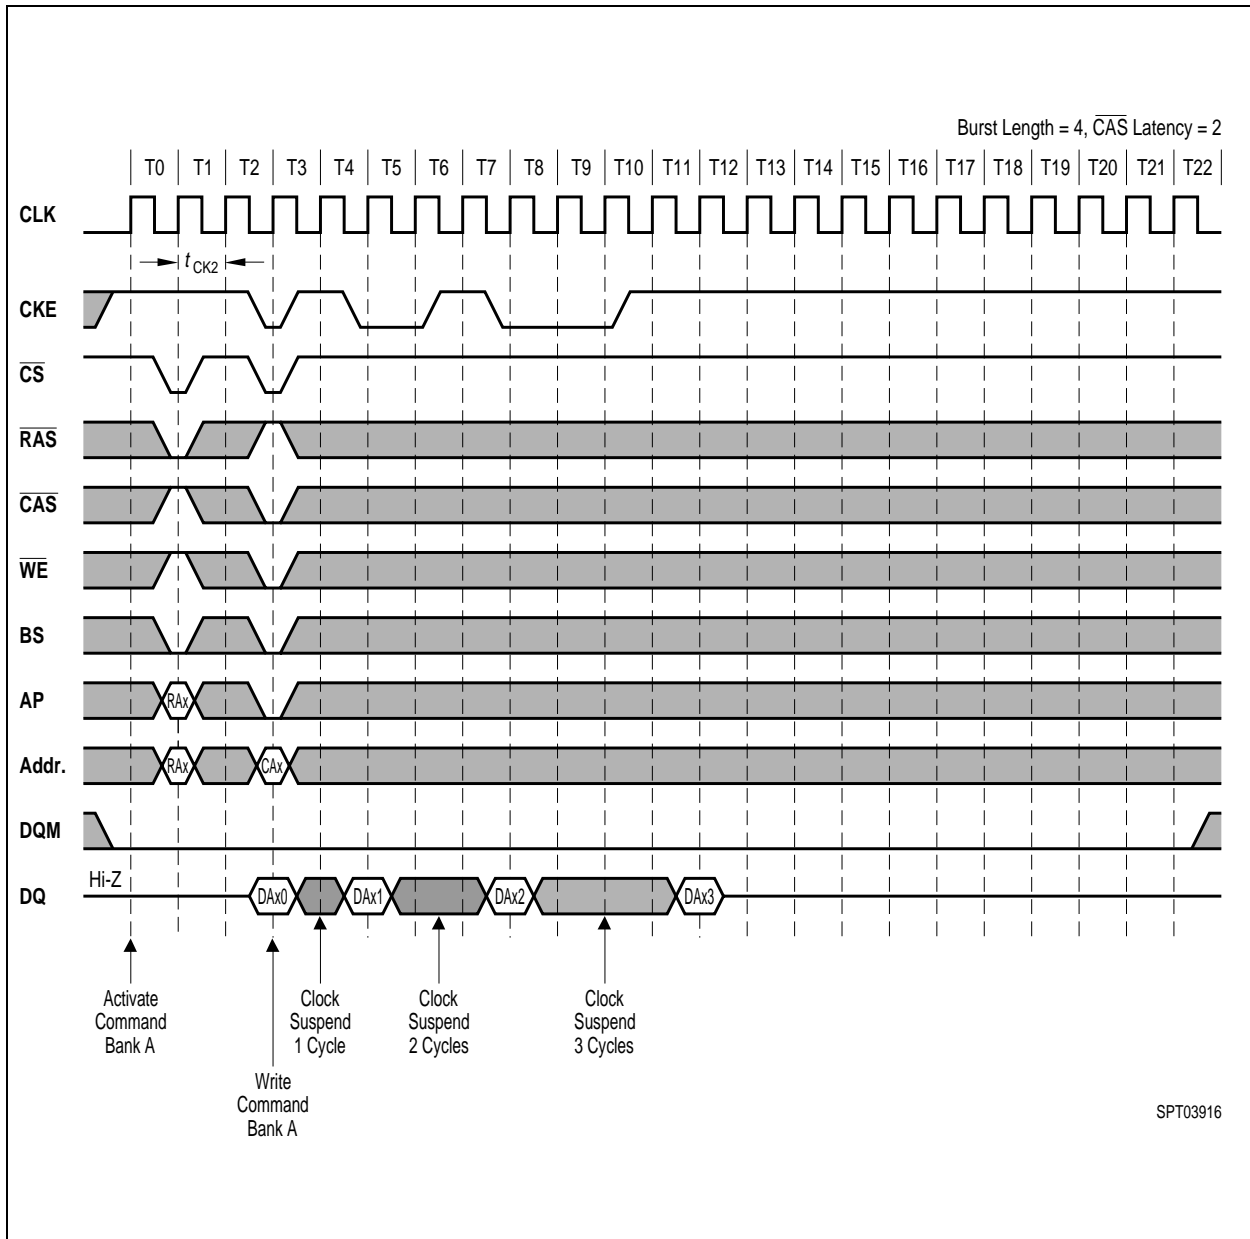 Burst Length = 4, CAS Latency = 2
T0 T1 T2 T3 T4 T5 T6 T7 T8 T9 T10 T11 T12 T13 T14 T15 T16 T17 T18 T19 T20 T21 T22
CLK
t CK2
CKE
CS
RAS
CAS
WE
BS
AP
RAx
Addr.
RAx CAx
DQM
Hi-Z
DQ
DAx0 DAx1 DAx2 DAx3
Activate
Command
Bank A
Write
Command
Bank A
Clock
Suspend
1 Cycle
Clock
Suspend
2 Cycles
Clock
Suspend
3 Cycles
SPT03916